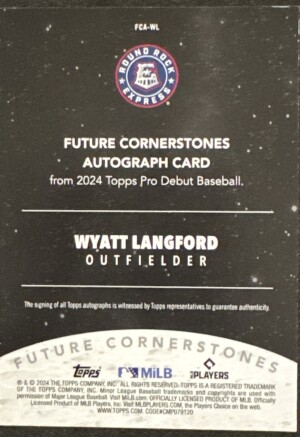 FCA-WL
ROUND ROCK
EXPRESS
FUTURE CORNERSTONES
AUTOGRAPH CARD
from 2024 Topps Pro Debut Baseball.
WYATT LANGFORD
OUTFIELDER
The signing of all Topps autographs is witnessed by Topps representatives to guarantee authenticity.
FUTURE CORNERSTONES
Topps MiLB PLAYERS
® & © 2024 THE TOPPS COMPANY, INC. ALL RIGHTS RESERVED. TOPPS IS A REGISTERED TRADEMARK
OF THE TOPPS COMPANY, INC. Minor League Baseball trademarks and copyrights are used with
permission of Major League Baseball. Visit MiLB.com. OFFICIALLY LICENSED PRODUCT OF MLB. Officially
Licensed Product of MLB Players, Inc. Visit MLBPLAYERS.COM, the Players Choice on the web.
WWW.TOPPS.COM. CODE#CMP079720